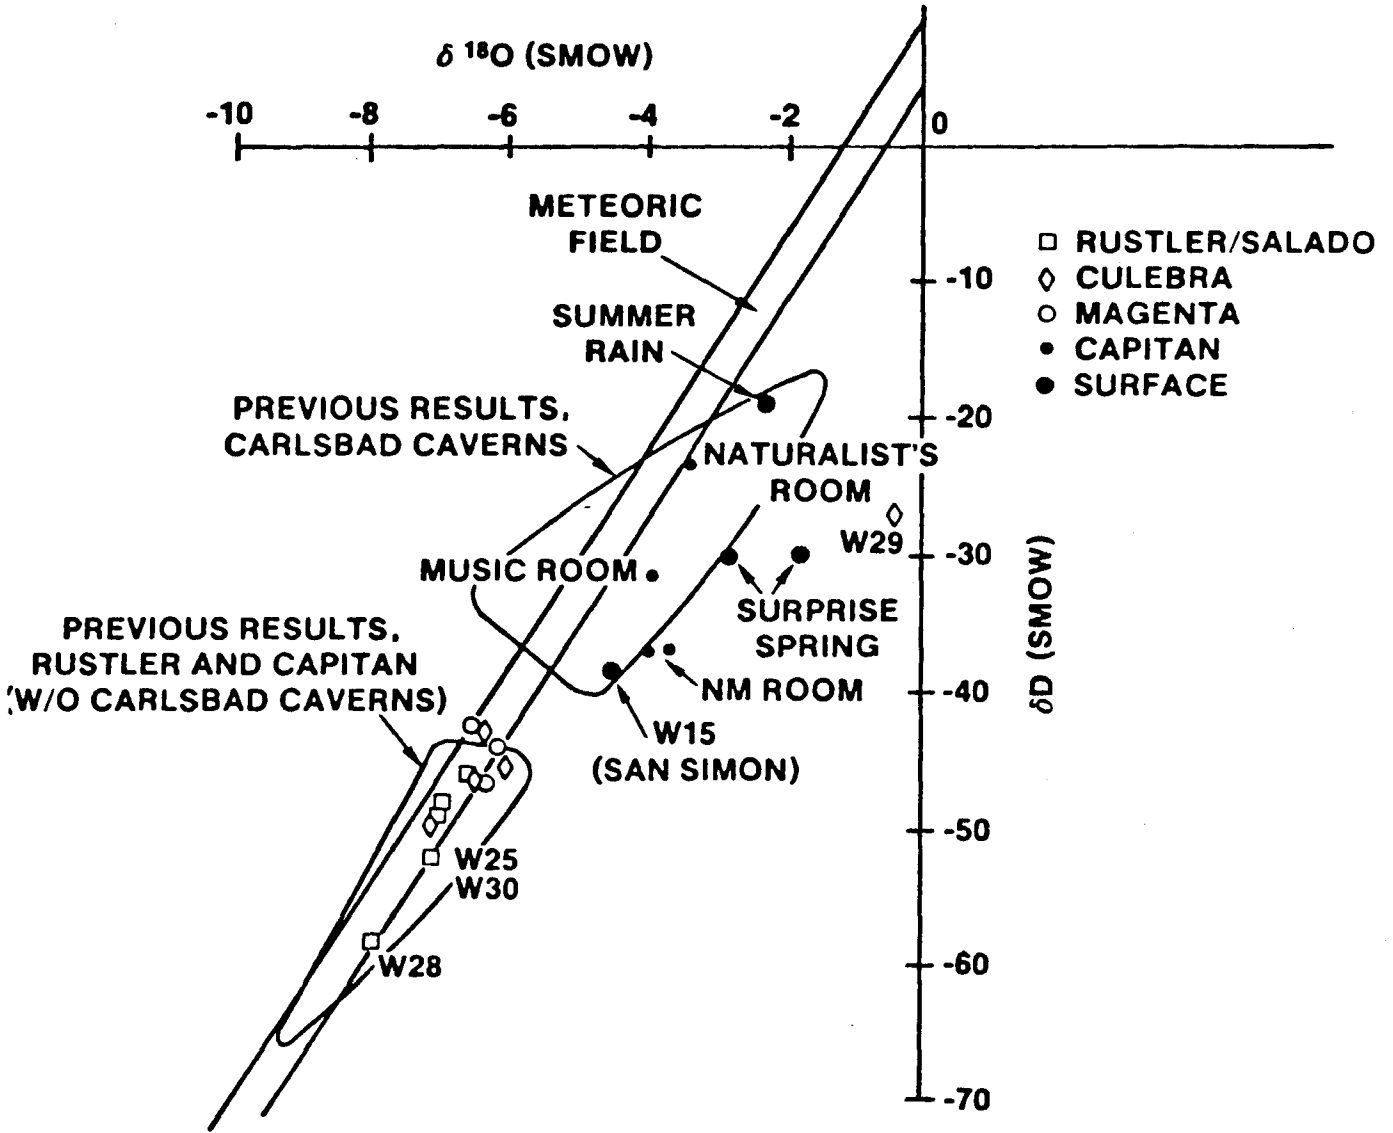 δ ¹⁸O (SMOW)
-10 -8 -6 -4 -2 0
METEORIC
FIELD
SUMMER
RAIN
PREVIOUS RESULTS,
CARLSBAD CAVERNS
NATURALIST'S
ROOM
W29
MUSIC ROOM
SURPRISE
SPRING
NM ROOM
W15
(SAN SIMON)
PREVIOUS RESULTS,
RUSTLER AND CAPITAN
(W/O CARLSBAD CAVERNS)
W25
W30
W28
RUSTLER/SALADO
CULEBRA
MAGENTA
CAPITAN
SURFACE
-10
-20
-30
-40
-50
-60
-70
δD (SMOW)